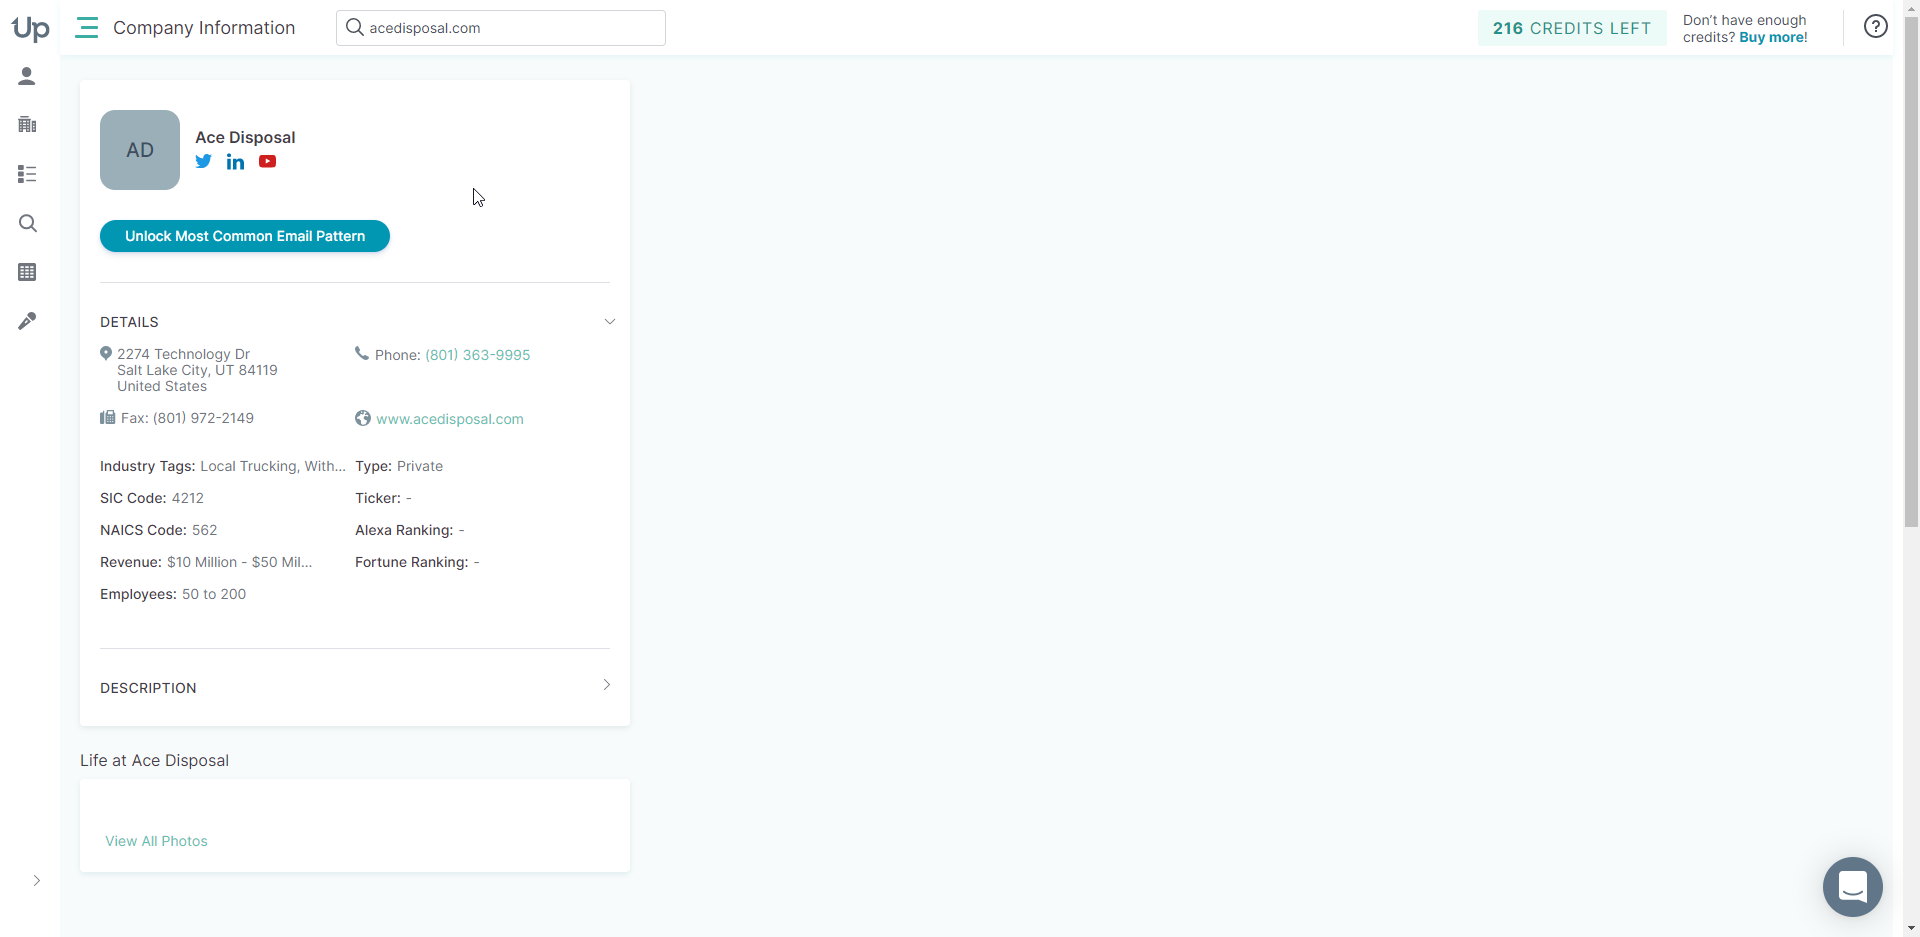 Up
Company Information
acedisposal.com
216 CREDITS LEFT
Don't have enough
credits? Buy more!
AD
Ace Disposal
Unlock Most Common Email Pattern
DETAILS
2274 Technology Dr
Salt Lake City, UT 84119
United States
Phone: (801) 363-9995
Fax: (801) 972-2149
www.acedisposal.com
Industry Tags: Local Trucking, With...
Type: Private
SIC Code: 4212
Ticker: -
NAICS Code: 562
Alexa Ranking: -
Revenue: $10 Million - $50 Mil...
Fortune Ranking: -
Employees: 50 to 200
DESCRIPTION
Life at Ace Disposal
View All Photos